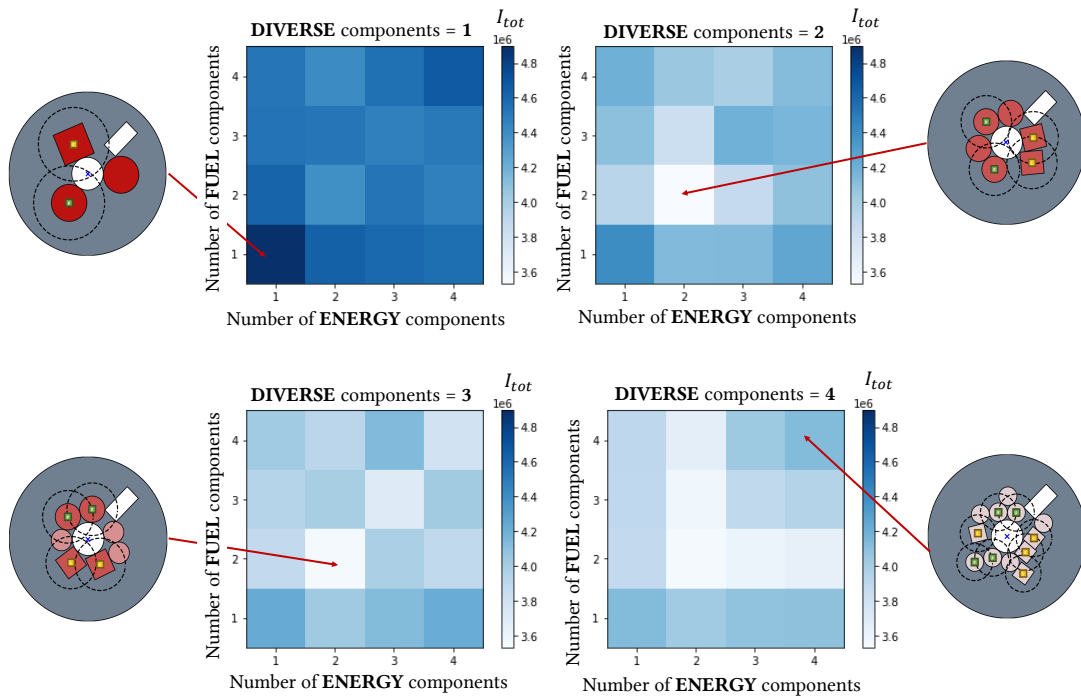 DIVERSE components = 1
I_tot
1e6
Number of FUEL components
4
3
2
1
1 2 3 4
Number of ENERGY components
4.8
4.6
4.4
4.2
4.0
3.8
3.6
DIVERSE components = 2
I_tot
1e6
Number of FUEL components
4
3
2
1
1 2 3 4
Number of ENERGY components
4.8
4.6
4.4
4.2
4.0
3.8
3.6
DIVERSE components = 3
I_tot
1e6
Number of FUEL components
4
3
2
1
1 2 3 4
Number of ENERGY components
4.8
4.6
4.4
4.2
4.0
3.8
3.6
DIVERSE components = 4
I_tot
1e6
Number of FUEL components
4
3
2
1
1 2 3 4
Number of ENERGY components
4.8
4.6
4.4
4.2
4.0
3.8
3.6